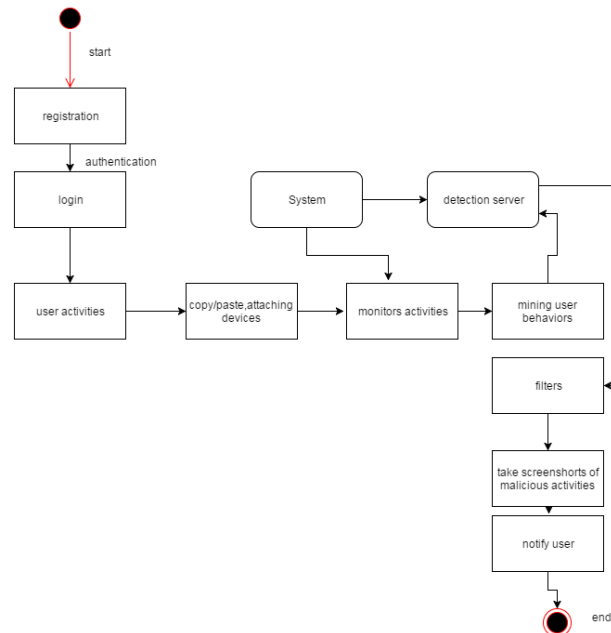 start
registration
authentication
login
System
detection server
user activities
copy/paste,attaching
devices
monitors activities
mining user
behaviors
filters
take screenshorts of
malicious activities
notify user
end